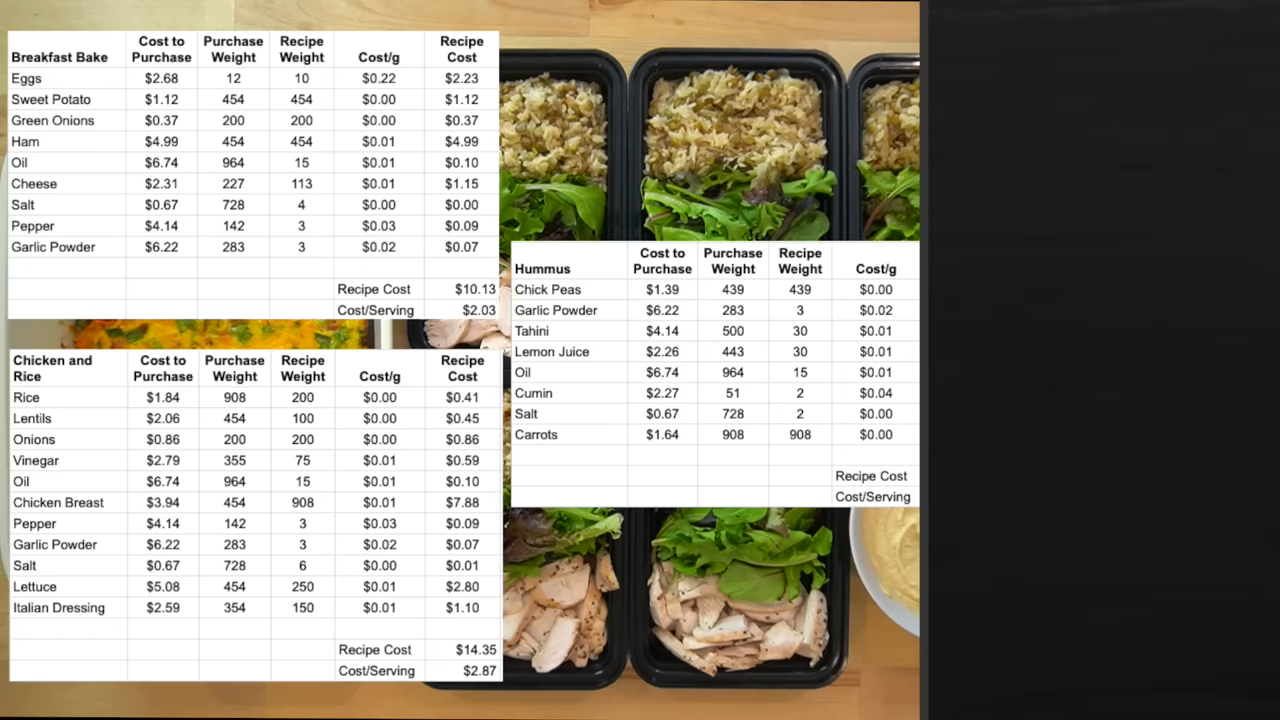 Breakfast Bake Cost to Purchase Purchase Weight Recipe Weight Cost/g Recipe Cost
Eggs $2.68 12 10 $0.22 $2.23
Sweet Potato $1.12 454 454 $0.00 $1.12
Green Onions $0.37 200 200 $0.00 $0.37
Ham $4.99 454 454 $0.01 $4.99
Oil $6.74 964 15 $0.01 $0.10
Cheese $2.31 227 113 $0.01 $1.15
Salt $0.67 728 4 $0.00 $0.00
Pepper $4.14 142 3 $0.03 $0.09
Garlic Powder $6.22 283 3 $0.02 $0.07
Recipe Cost $10.13
Cost/Serving $2.03
Chicken and Rice Cost to Purchase Purchase Weight Recipe Weight Cost/g Recipe Cost
Rice $1.84 908 200 $0.00 $0.41
Lentils $2.06 454 100 $0.00 $0.45
Onions $0.86 200 200 $0.00 $0.86
Vinegar $2.79 355 75 $0.01 $0.59
Oil $6.74 964 15 $0.01 $0.10
Chicken Breast $3.94 454 908 $0.01 $7.88
Pepper $4.14 142 3 $0.03 $0.09
Garlic Powder $6.22 283 3 $0.02 $0.07
Salt $0.67 728 6 $0.00 $0.01
Lettuce $5.08 454 250 $0.01 $2.80
Italian Dressing $2.59 354 150 $0.01 $1.10
Recipe Cost $14.35
Cost/Serving $2.87
Hummus Cost to Purchase Purchase Weight Recipe Weight Cost/g
Chick Peas $1.39 439 439 $0.00
Garlic Powder $6.22 283 3 $0.02
Tahini $4.14 500 30 $0.01
Lemon Juice $2.26 443 30 $0.01
Oil $6.74 964 15 $0.01
Cumin $2.27 51 2 $0.04
Salt $0.67 728 2 $0.00
Carrots $1.64 908 908 $0.00
Recipe Cost
Cost/Serving